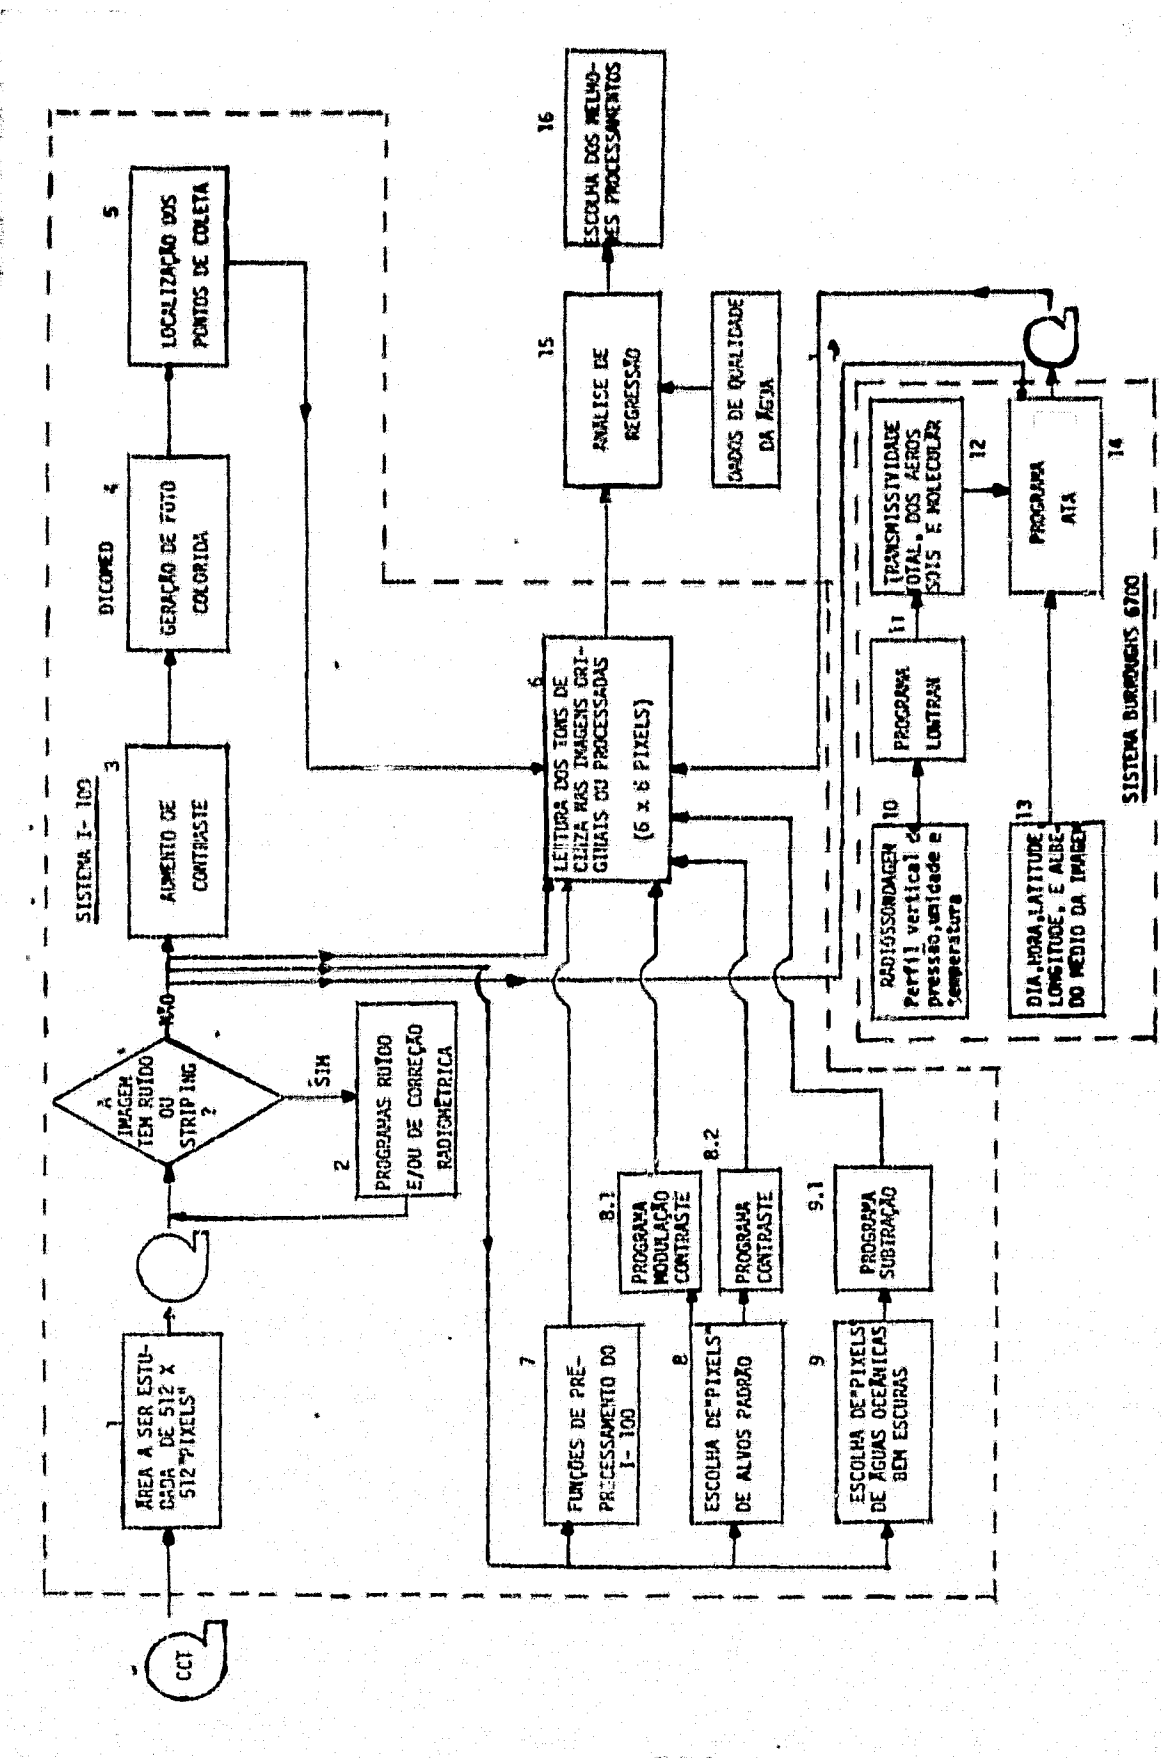 CCT
1
ÁREA A SER ESTU-
DADA DE 512 X
512 "PIXELS"
A
IMAGEM
TEM RUÍDO
OU
STRIPING
?
NÃO
SIM
2
PROGRAMAS RUÍDO
E/OU DE CORREÇÃO
RADIOMÉTRICA
SISTEMA I-100
3
AUMENTO DE
CONTRASTE
DICOMED
4
GERAÇÃO DE FOTO
COLORIDA
5
LOCALIZAÇÃO DOS
PONTOS DE COLETA
6
LEITURA DOS TONS DE
CINZA NAS IMAGENS ORI-
GINAIS OU PROCESSADAS
(6 x 6 PIXELS)
7
FUNÇÕES DE PRÉ-
PROCESSAMENTO DO
I-100
8
ESCOLHA DE "PIXELS"
DE ALVOS PADRÃO
8.1
PROGRAMA
MODULAÇÃO
CONTRASTE
8.2
PROGRAMA
CONTRASTE
9
ESCOLHA DE "PIXELS"
DE ÁGUAS OCEÂNICAS
BEM ESCURAS
9.1
PROGRAMA
SUBTRAÇÃO
10
RADIOSSONDAGEM
Perfil vertical de
pressão, umidade e
temperatura
11
PROGRAMA
LOWTRAN
12
TRANSMISSIVIDADE
TOTAL, DOS AEROS
SÓIS E MOLECULAR
13
DIA, HORA, LATITUDE,
LONGITUDE, E ALBE-
DO MÉDIO DA IMAGEM
14
PROGRAMA
ATA
SISTEMA BURROUGHS 6700
15
ANÁLISE DE
REGRESSÃO
DADOS DE QUALIDADE
DA ÁGUA
16
ESCOLHA DOS MELHO-
RES PROCESSAMENTOS